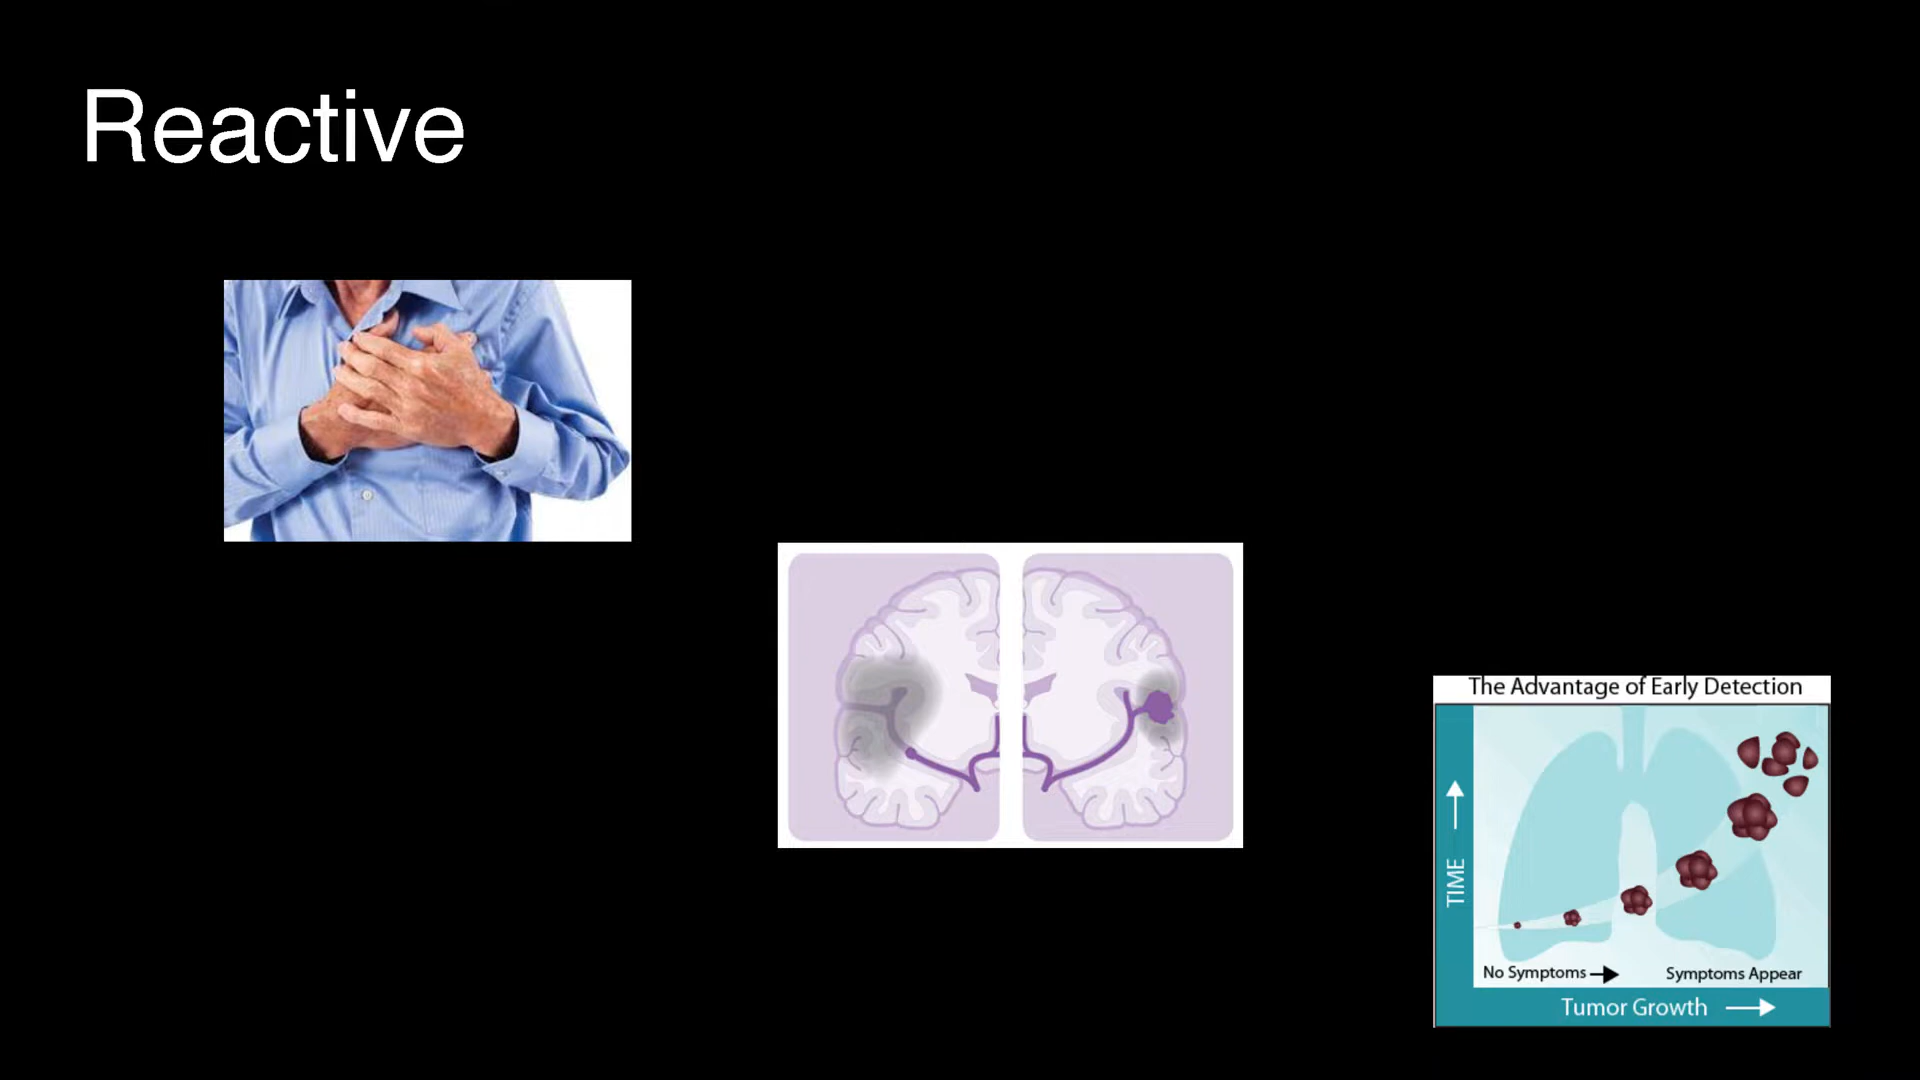 Reactive
The Advantage of Early Detection
TIME
No Symptoms
Symptoms Appear
Tumor Growth